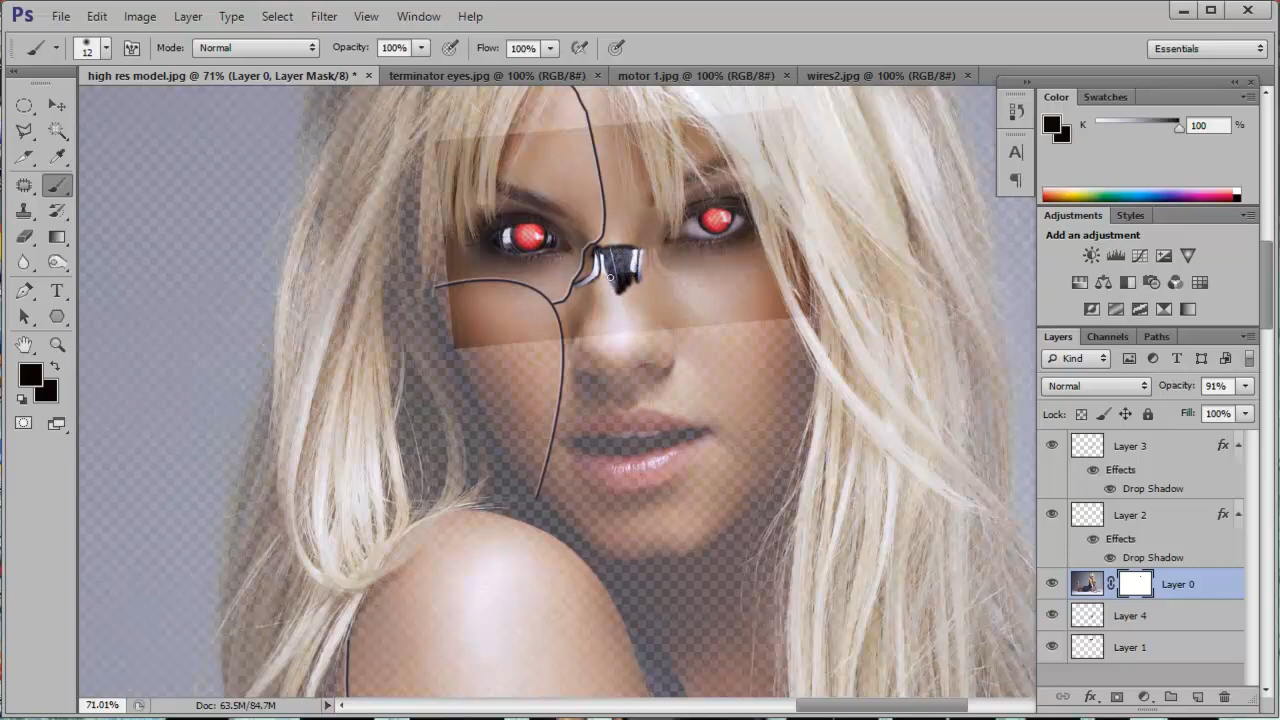 Ps File Edit Image Layer Type Select Filter View Window Help
12 Mode: Normal Opacity: 100% Flow: 100% Essentials
high res model.jpg @ 71% (Layer 0, Layer Mask/8) * × terminator eyes.jpg @ 100% (RGB/8#) × motor 1.jpg @ 100% (RGB/8#) × wires2.jpg @ 100% (RGB/8#) ×
Color Swatches
K 100 %
Adjustments Styles
Add an adjustment
Layers Channels Paths
Kind
Normal Opacity: 91%
Lock: Fill: 100%
Layer 3 fx
Effects
Drop Shadow
Layer 2 fx
Effects
Drop Shadow
Layer 0
Layer 4
Layer 1
71.01% Doc: 63.5M/84.7M
fx